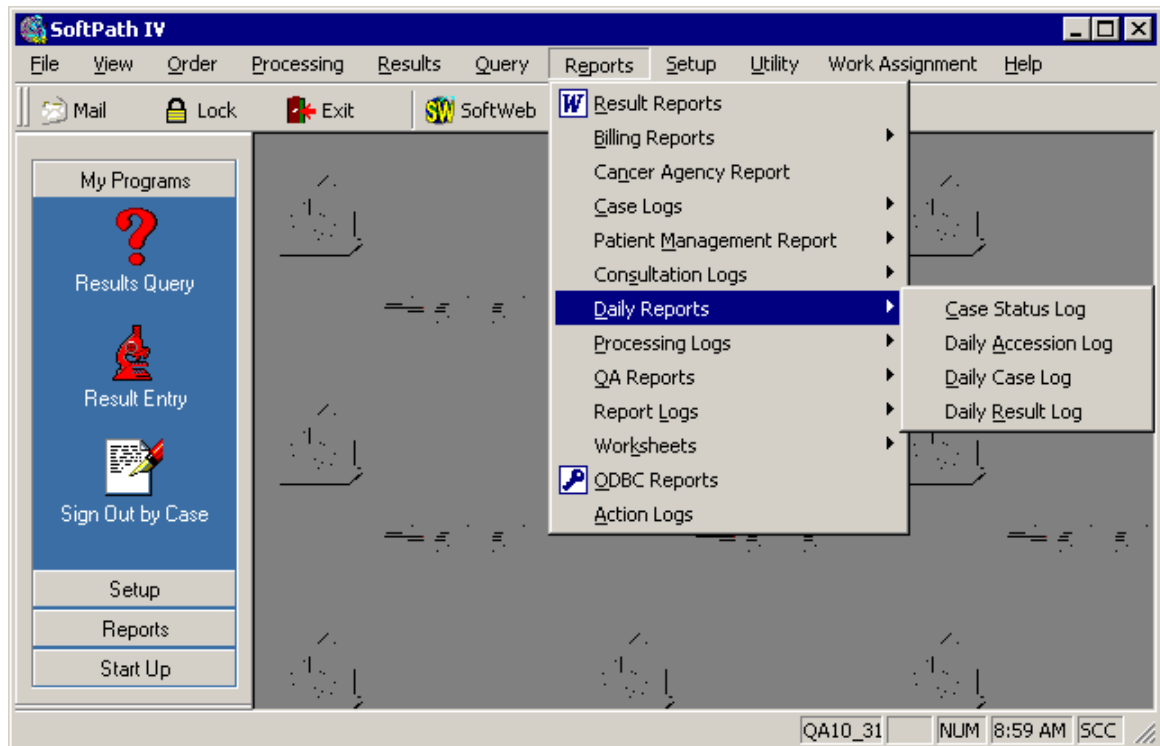 SoftPath IV
File View Order Processing Results Query Reports Setup Utility Work Assignment Help
Mail Lock Exit SW SoftWeb
My Programs
Results Query
Result Entry
Sign Out by Case
Setup
Reports
Start Up
W Result Reports
Billing Reports
Cancer Agency Report
Case Logs
Patient Management Report
Consultation Logs
Daily Reports
Processing Logs
QA Reports
Report Logs
Worksheets
ODBC Reports
Action Logs
Case Status Log
Daily Accession Log
Daily Case Log
Daily Result Log
QA10_31 NUM 8:59 AM SCC